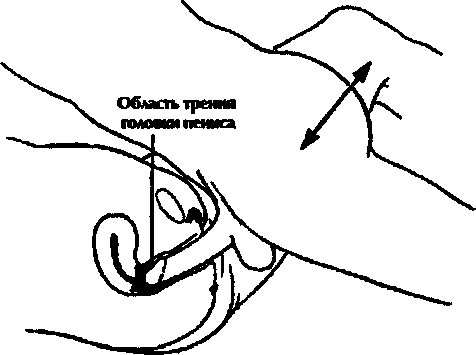 Область трения
головки пениса